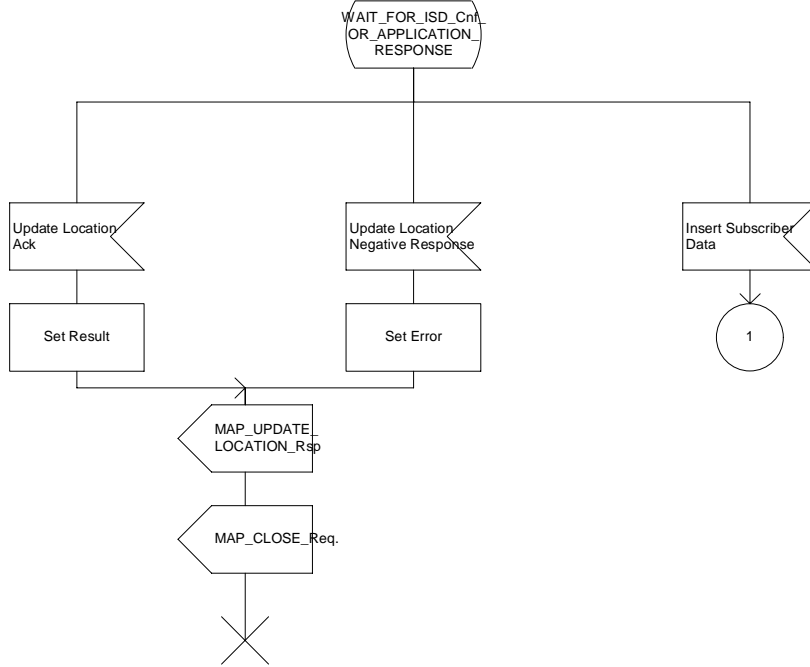 WAIT_FOR_ISD_Cnf_
OR_APPLICATION_
RESPONSE
Update Location
Ack
Update Location
Negative Response
Insert Subscriber
Data
Set Result
Set Error
1
MAP_UPDATE_
LOCATION_Rsp
MAP_CLOSE_Req.